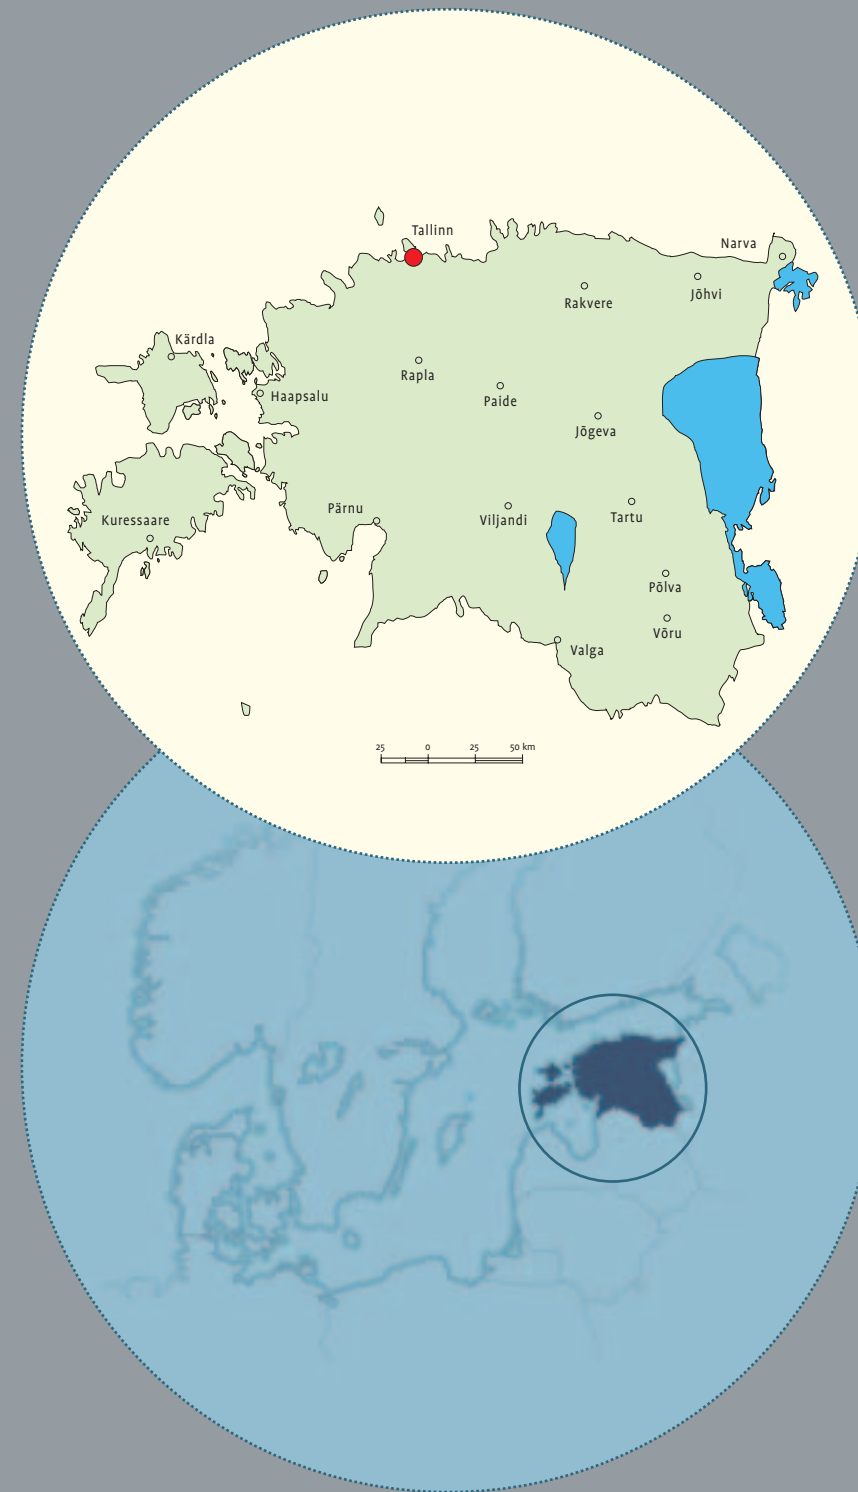 Tallinn
Narva
Jõhvi
Rakvere
Kärdla
Rapla
Haapsalu
Paide
Jõgeva
Pärnu
Kuressaare
Viljandi
Tartu
Põlva
Võru
Valga
25 0 25 50 km